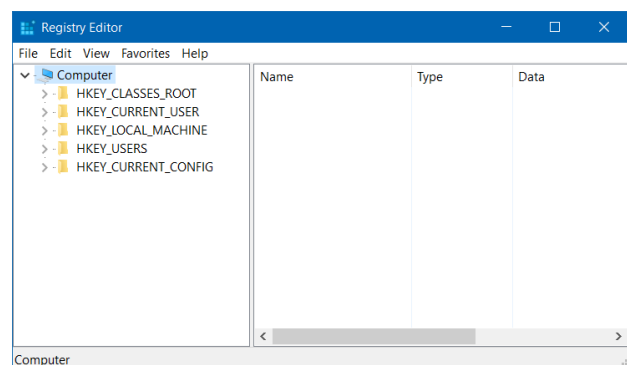 Registry Editor
File Edit View Favorites Help
Computer
HKEY_CLASSES_ROOT
HKEY_CURRENT_USER
HKEY_LOCAL_MACHINE
HKEY_USERS
HKEY_CURRENT_CONFIG
Name Type Data
Computer